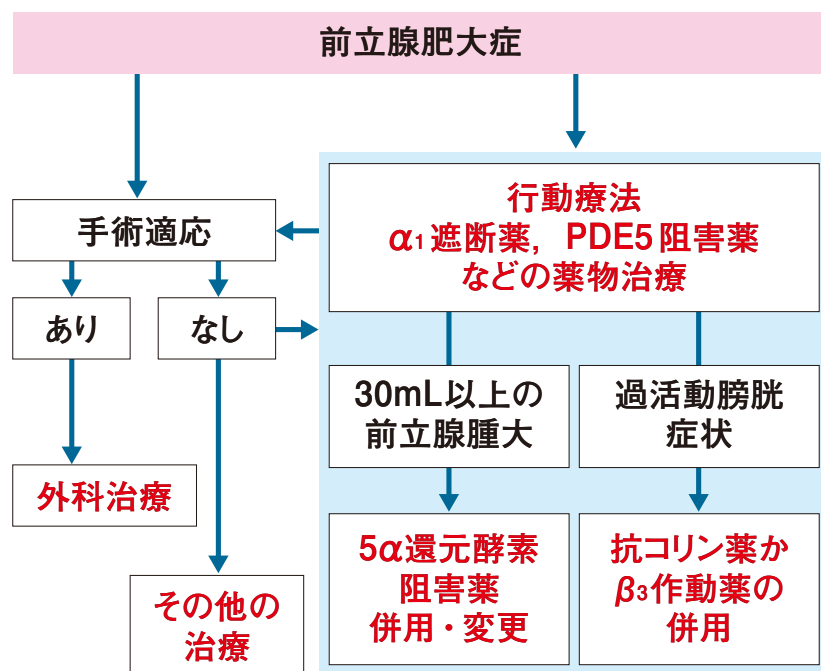 前立腺肥大症
手術適応
行動療法
α1遮断薬，PDE5阻害薬
などの薬物治療
あり
なし
30mL以上の
前立腺腫大
過活動膀胱
症状
外科治療
5α還元酵素
阻害薬
併用・変更
抗コリン薬か
β3作動薬の
併用
その他の
治療